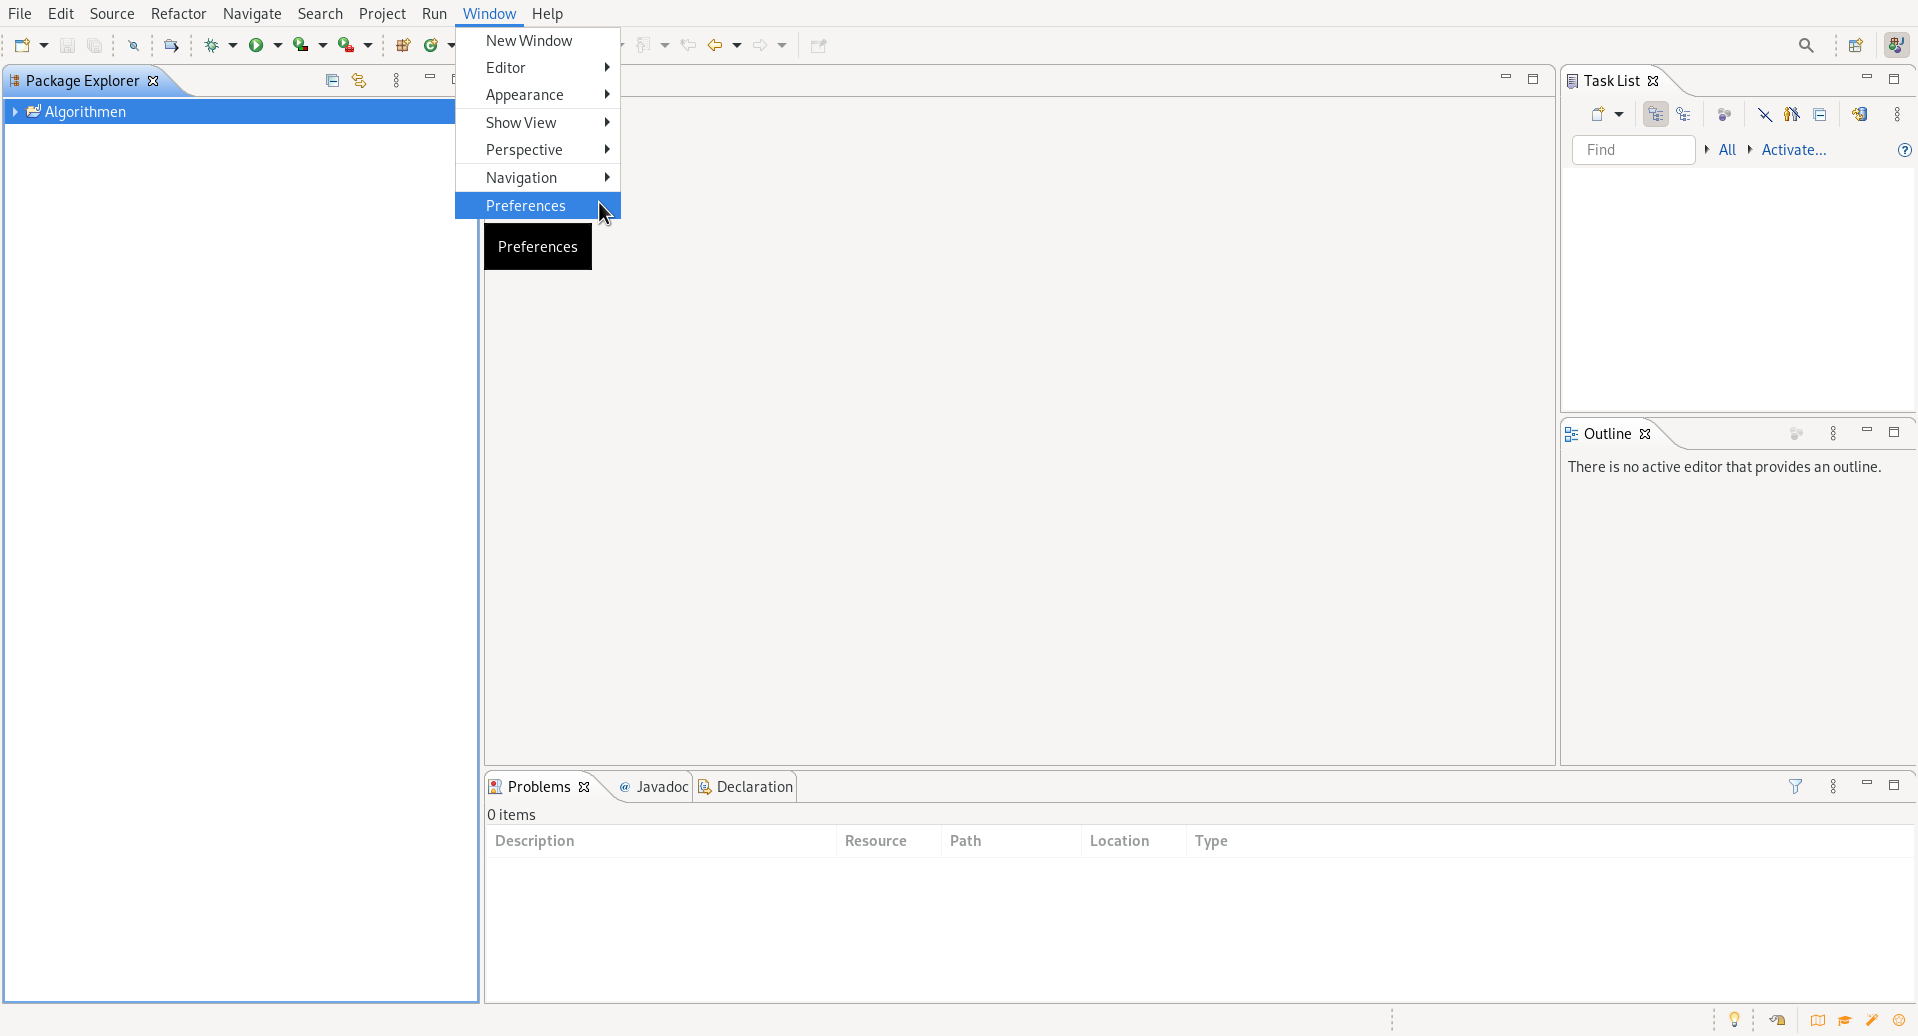 File Edit Source Refactor Navigate Search Project Run Window Help
New Window
Editor
Appearance
Show View
Perspective
Navigation
Preferences
Preferences
Package Explorer
Algorithmen
Task List
Find All Activate...
Outline
There is no active editor that provides an outline.
Problems @ Javadoc Declaration
0 items
Description Resource Path Location Type